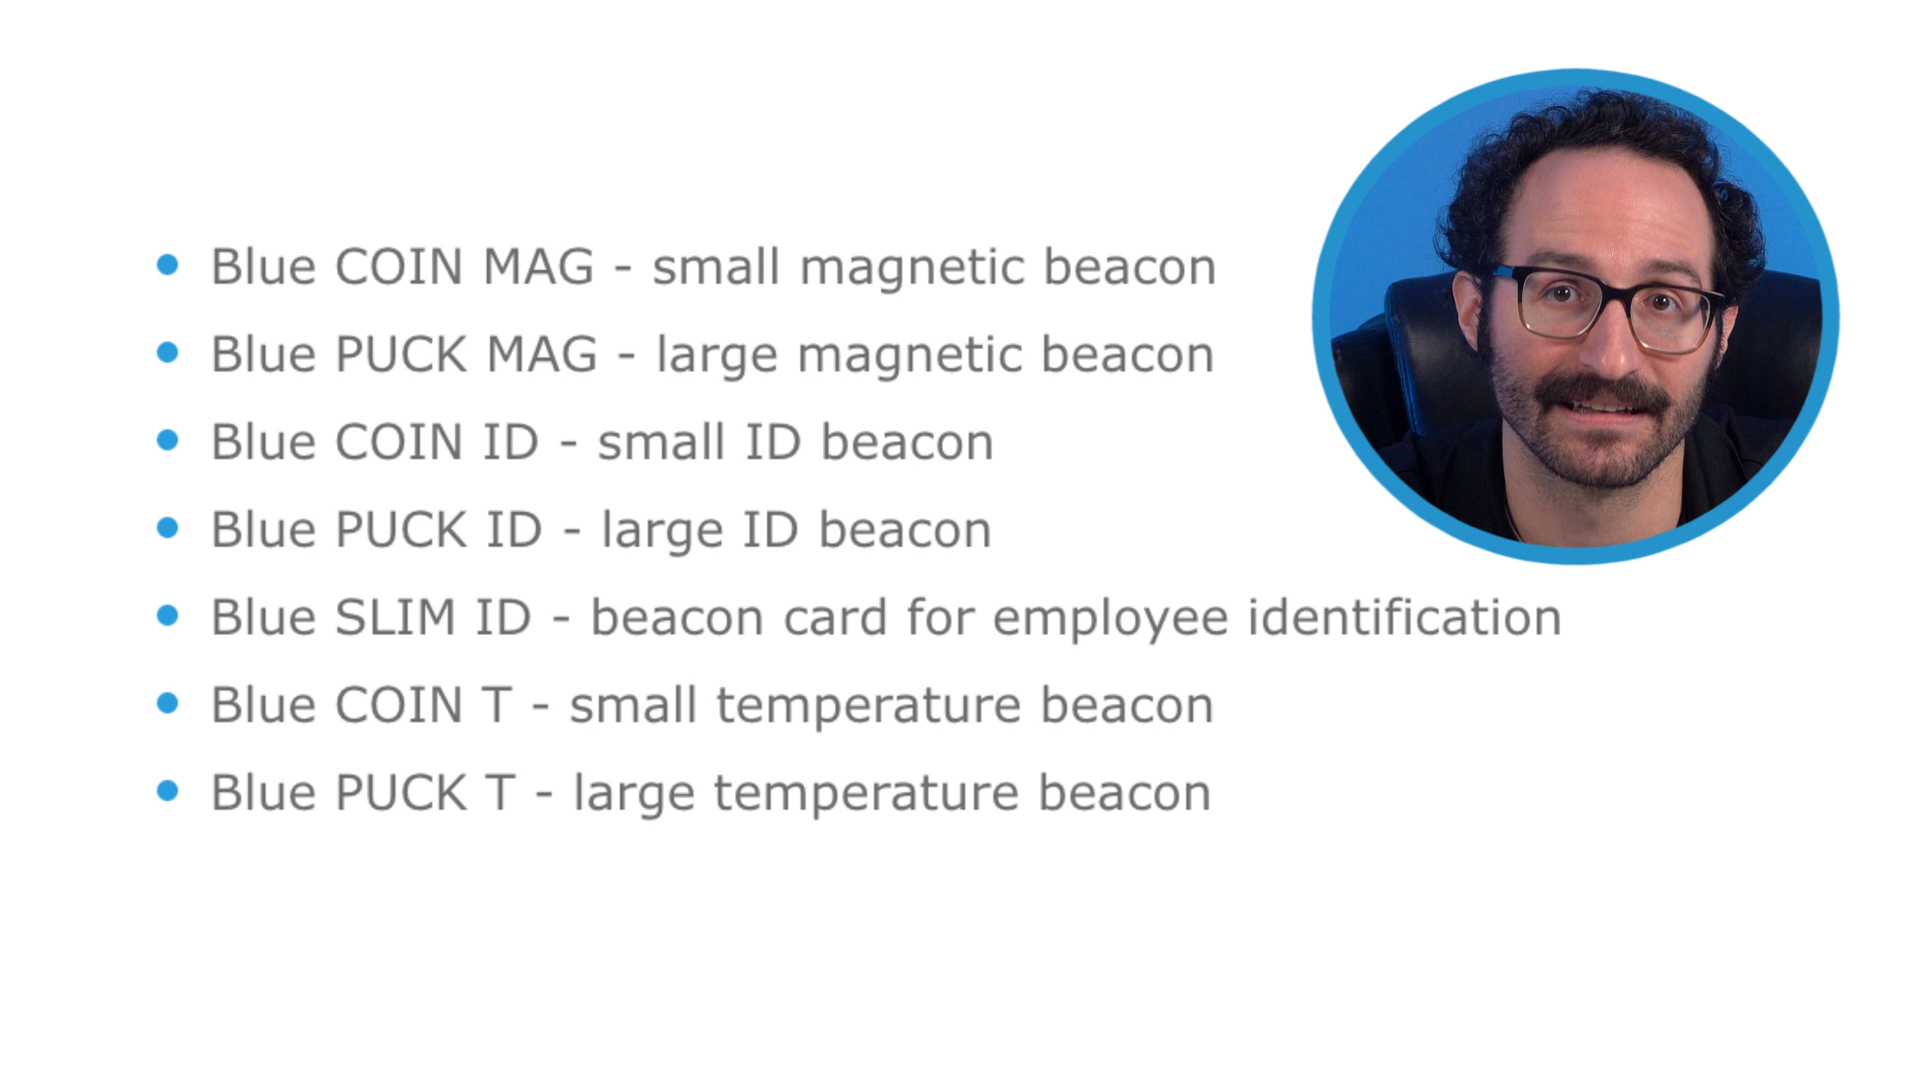 Blue COIN MAG - small magnetic beacon
Blue PUCK MAG - large magnetic beacon
Blue COIN ID - small ID beacon
Blue PUCK ID - large ID beacon
Blue SLIM ID - beacon card for employee identification
Blue COIN T - small temperature beacon
Blue PUCK T - large temperature beacon